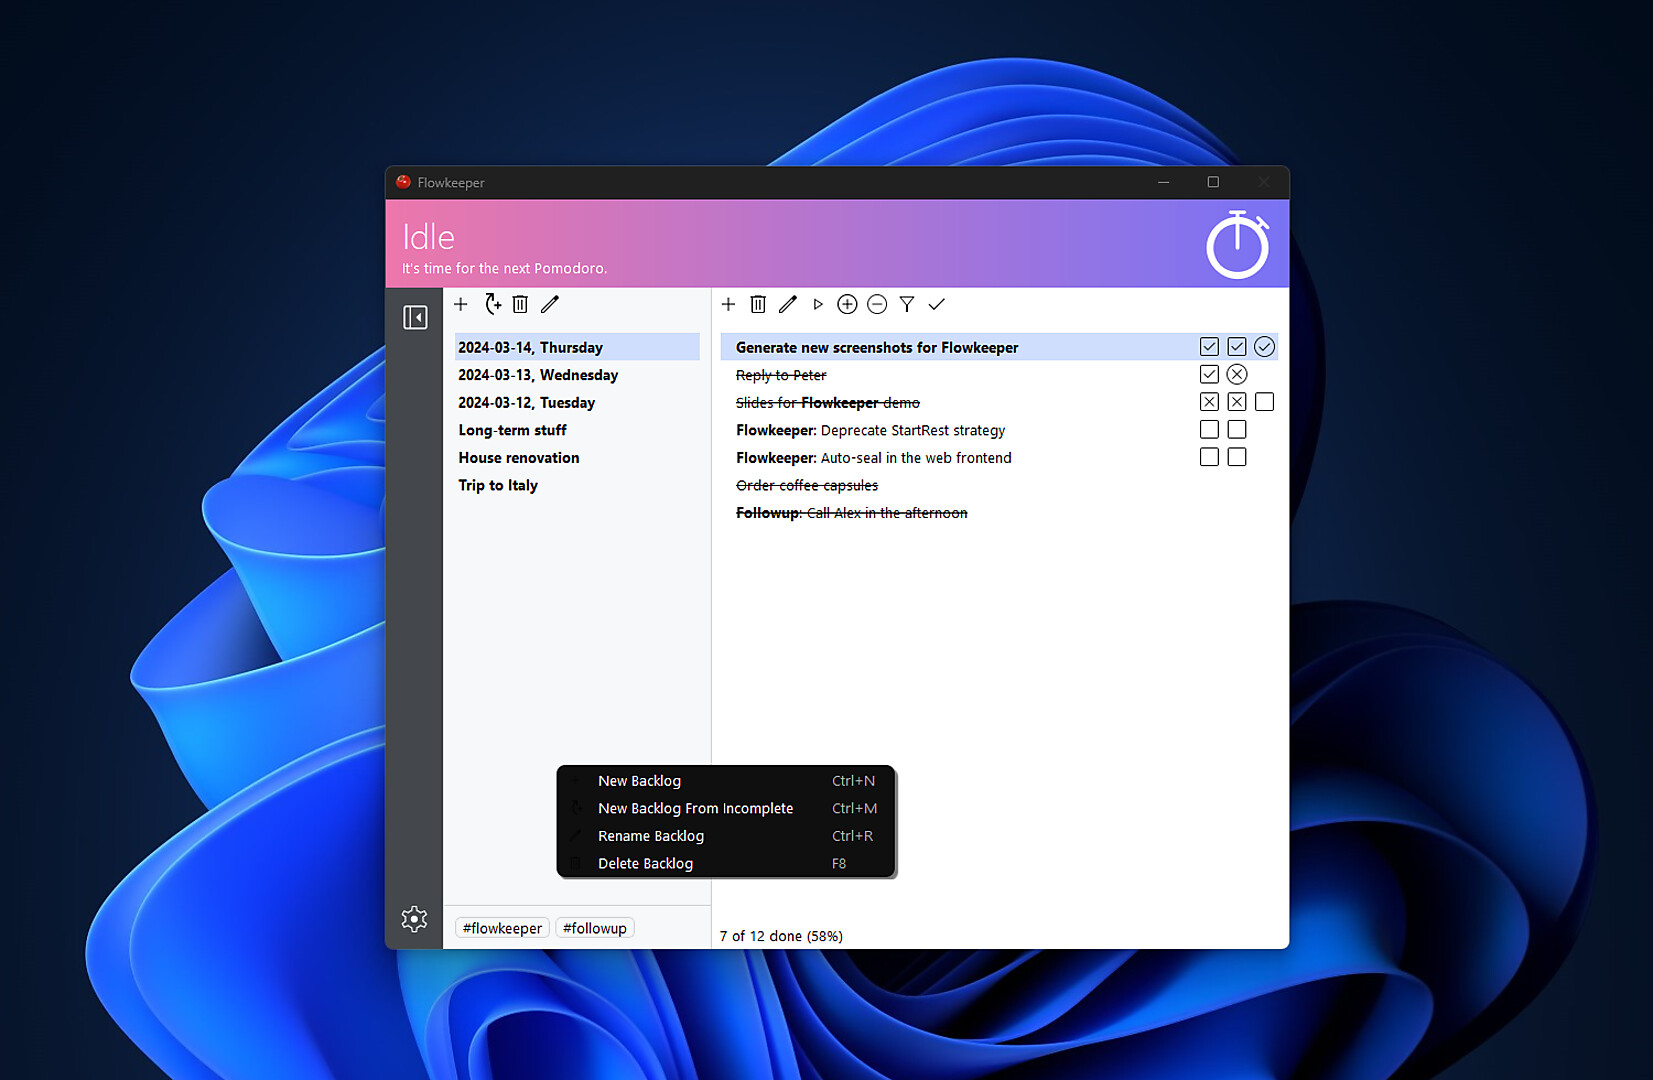 Flowkeeper
Idle
It's time for the next Pomodoro.
2024-03-14, Thursday
2024-03-13, Wednesday
2024-03-12, Tuesday
Long-term stuff
House renovation
Trip to Italy
Generate new screenshots for Flowkeeper
Reply to Peter
Slides for Flowkeeper demo
Flowkeeper: Deprecate StartRest strategy
Flowkeeper: Auto-seal in the web frontend
Order coffee capsules
Followup: Call Alex in the afternoon
New Backlog Ctrl+N
New Backlog From Incomplete Ctrl+M
Rename Backlog Ctrl+R
Delete Backlog F8
#flowkeeper #followup
7 of 12 done (58%)